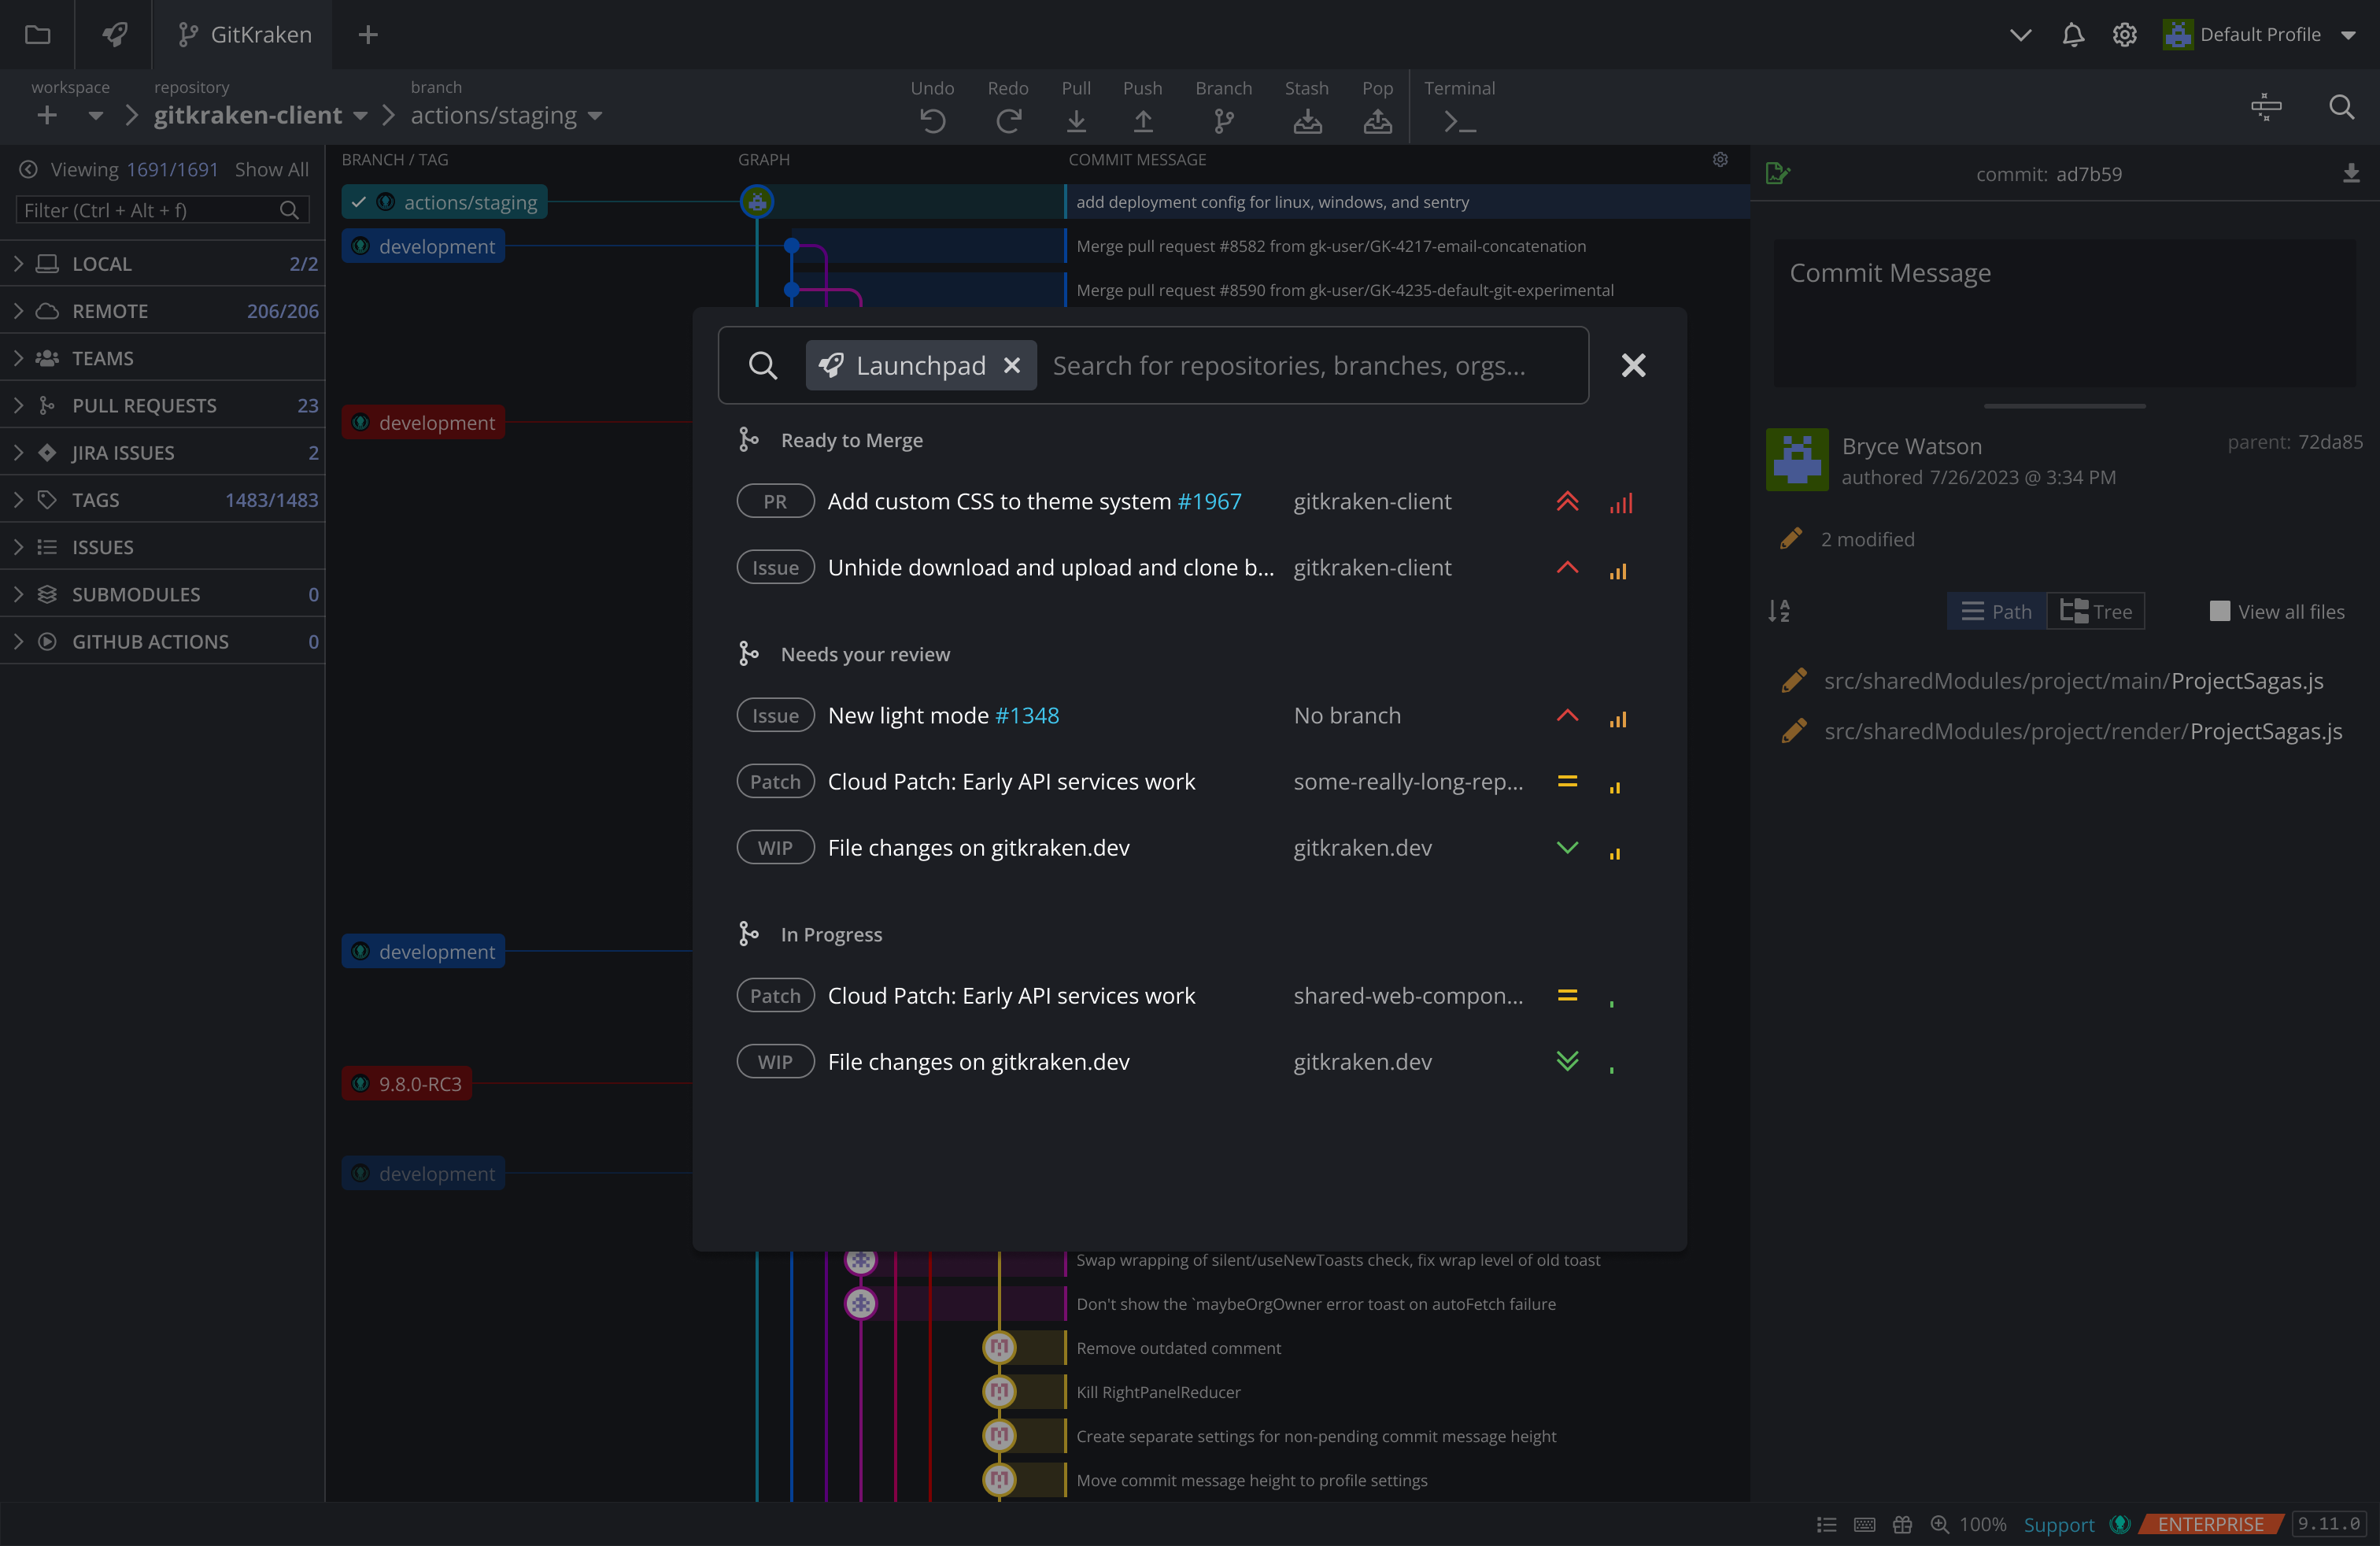 GitKraken
Default Profile
workspace
repository
gitkraken-client
branch
actions/staging
Undo
Redo
Pull
Push
Branch
Stash
Pop
Terminal
Viewing 1691/1691 Show All
Filter (Ctrl + Alt + f)
LOCAL 2/2
REMOTE 206/206
TEAMS
PULL REQUESTS 23
JIRA ISSUES 2
TAGS 1483/1483
ISSUES
SUBMODULES 0
GITHUB ACTIONS 0
BRANCH / TAG
GRAPH
COMMIT MESSAGE
actions/staging
add deployment config for linux, windows, and sentry
development
Merge pull request #8582 from gk-user/GK-4217-email-concatenation
Merge pull request #8590 from gk-user/GK-4235-default-git-experimental
development
development
9.8.0-RC3
development
Launchpad
Search for repositories, branches, orgs...
Ready to Merge
PR Add custom CSS to theme system #1967 gitkraken-client
Issue Unhide download and upload and clone b... gitkraken-client
Needs your review
Issue New light mode #1348 No branch
Patch Cloud Patch: Early API services work some-really-long-rep...
WIP File changes on gitkraken.dev gitkraken.dev
In Progress
Patch Cloud Patch: Early API services work shared-web-compon...
WIP File changes on gitkraken.dev gitkraken.dev
Swap wrapping of silent/useNewToasts check, fix wrap level of old toast
Don't show the `maybeOrgOwner error toast on autoFetch failure
Remove outdated comment
Kill RightPanelReducer
Create separate settings for non-pending commit message height
Move commit message height to profile settings
commit: ad7b59
Commit Message
Bryce Watson
authored 7/26/2023 @ 3:34 PM
parent: 72da85
2 modified
A
Z
Path
Tree
View all files
src/sharedModules/project/main/ProjectSagas.js
src/sharedModules/project/render/ProjectSagas.js
100%
Support
ENTERPRISE
9.11.0